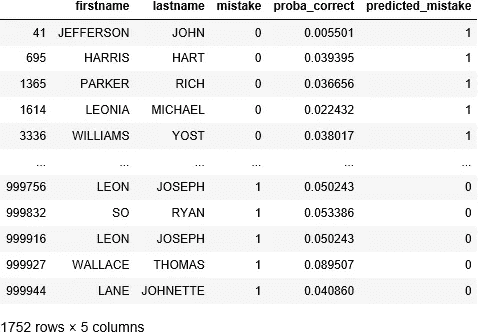 firstname lastname mistake proba_correct predicted_mistake
41 JEFFERSON JOHN 0 0.005501 1
695 HARRIS HART 0 0.039395 1
1365 PARKER RICH 0 0.036656 1
1614 LEONIA MICHAEL 0 0.022432 1
3336 WILLIAMS YOST 0 0.038017 1
... ... ... ... ... ...
999756 LEON JOSEPH 1 0.050243 0
999832 SO RYAN 1 0.053386 0
999916 LEON JOSEPH 1 0.050243 0
999927 WALLACE THOMAS 1 0.089507 0
999944 LANE JOHNETTE 1 0.040860 0
1752 rows × 5 columns